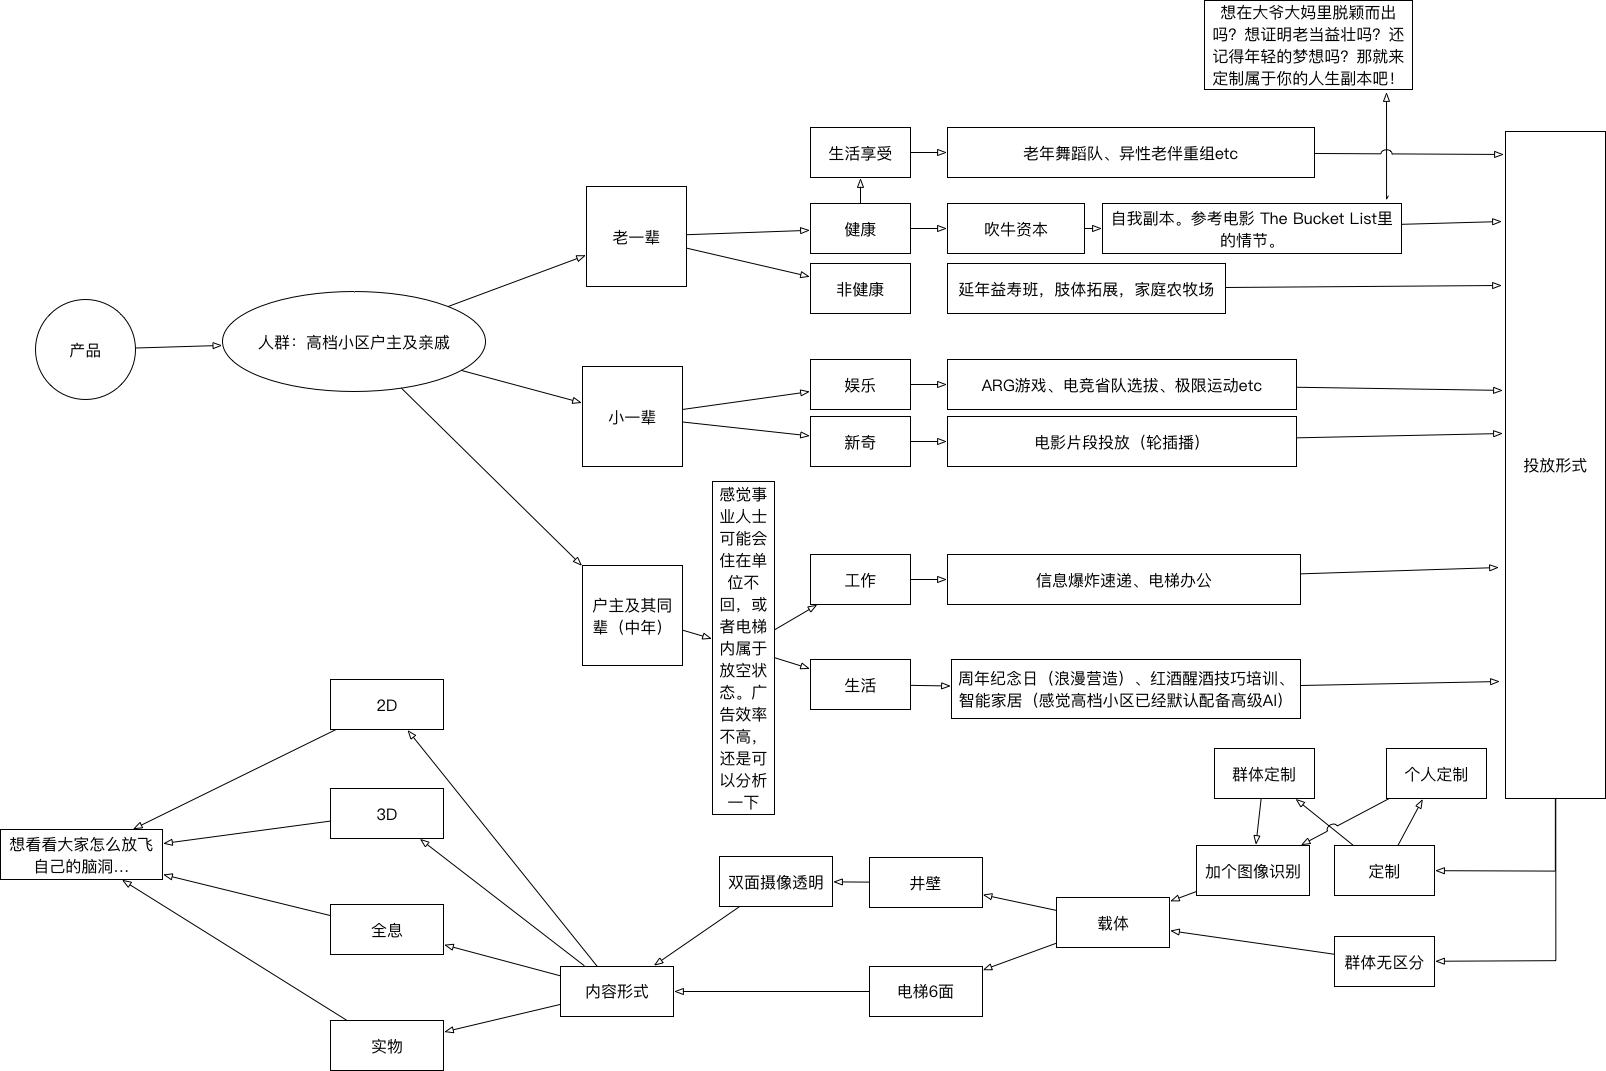 想在大爷大妈里脱颖而出
吗？想证明老当益壮吗？还
记得年轻的梦想吗？那就来
定制属于你的人生副本吧！
生活享受
老年舞蹈队、异性老伴重组etc
老一辈
健康
吹牛资本
自我副本。参考电影 The Bucket List里
的情节。
非健康
延年益寿班，肢体拓展，家庭农牧场
产品
人群：高档小区户主及亲戚
小一辈
娱乐
ARG游戏、电竞省队选拔、极限运动etc
新奇
电影片段投放（轮插播）
投放形式
户主及其同
辈（中年）
感觉事
业人士
可能会
住在单
位不
回，或
者电梯
内属于
放空状
态。广
告效率
不高，
还是可
以分析
一下
工作
信息爆炸速递、电梯办公
生活
周年纪念日（浪漫营造）、红酒醒酒技巧培训、
智能家居（感觉高档小区已经默认配备高级AI）
群体定制
个人定制
加个图像识别
定制
群体无区分
载体
井壁
双面摄像透明
电梯6面
内容形式
2D
3D
全息
实物
想看看大家怎么放飞
自己的脑洞...